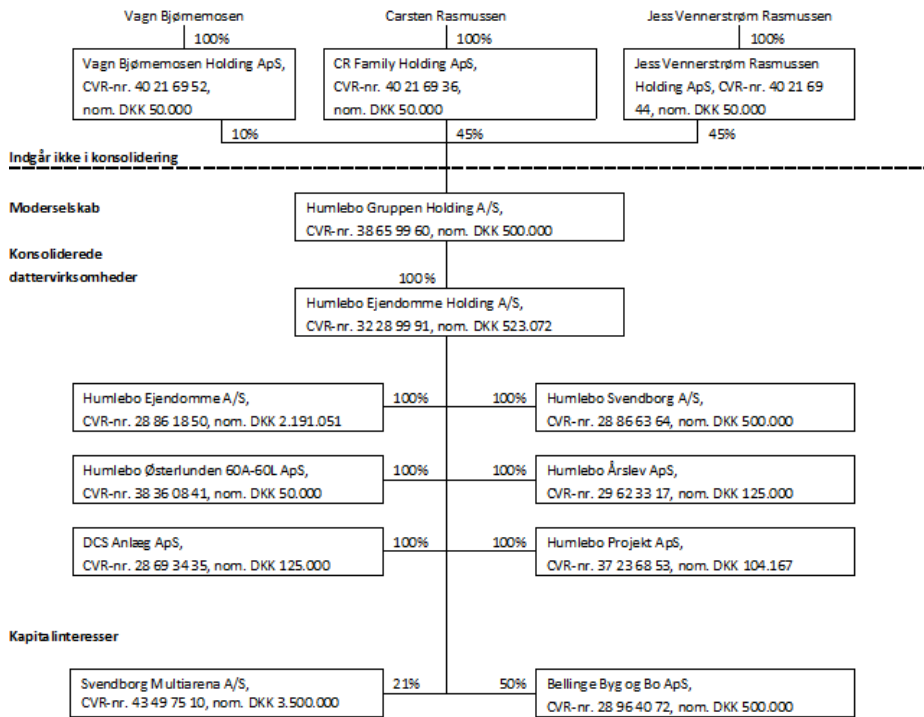 Vagn Bjørnemosen
Carsten Rasmussen
Jess Vennerstrøm Rasmussen
100%
100%
100%
Vagn Bjørnemosen Holding ApS,
CVR-nr. 40 21 69 52,
nom. DKK 50.000
CR Family Holding ApS,
CVR-nr. 40 21 69 36,
nom. DKK 50.000
Jess Vennerstrøm Rasmussen
Holding ApS, CVR-nr. 40 21 69
44, nom. DKK 50.000
10%
45%
45%
Indgår ikke i konsolidering
Moderselskab
Humlebo Gruppen Holding A/S,
CVR-nr. 38 65 99 60, nom. DKK 500.000
Konsoliderede
dattervirksomheder
100%
Humlebo Ejendomme Holding A/S,
CVR-nr. 32 28 99 91, nom. DKK 523.072
Humlebo Ejendomme A/S,
CVR-nr. 28 86 18 50, nom. DKK 2.191.051
100%
100%
Humlebo Svendborg A/S,
CVR-nr. 28 86 63 64, nom. DKK 500.000
Humlebo Østerlunden 60A-60L ApS,
CVR-nr. 38 36 08 41, nom. DKK 50.000
100%
100%
Humlebo Årslev ApS,
CVR-nr. 29 62 33 17, nom. DKK 125.000
DCS Anlæg ApS,
CVR-nr. 28 69 34 35, nom. DKK 125.000
100%
100%
Humlebo Projekt ApS,
CVR-nr. 37 23 68 53, nom. DKK 104.167
Kapitalinteresser
Svendborg Multiarena A/S,
CVR-nr. 43 49 75 10, nom. DKK 3.500.000
21%
50%
Bellinge Byg og Bo ApS,
CVR-nr. 28 96 40 72, nom. DKK 500.000